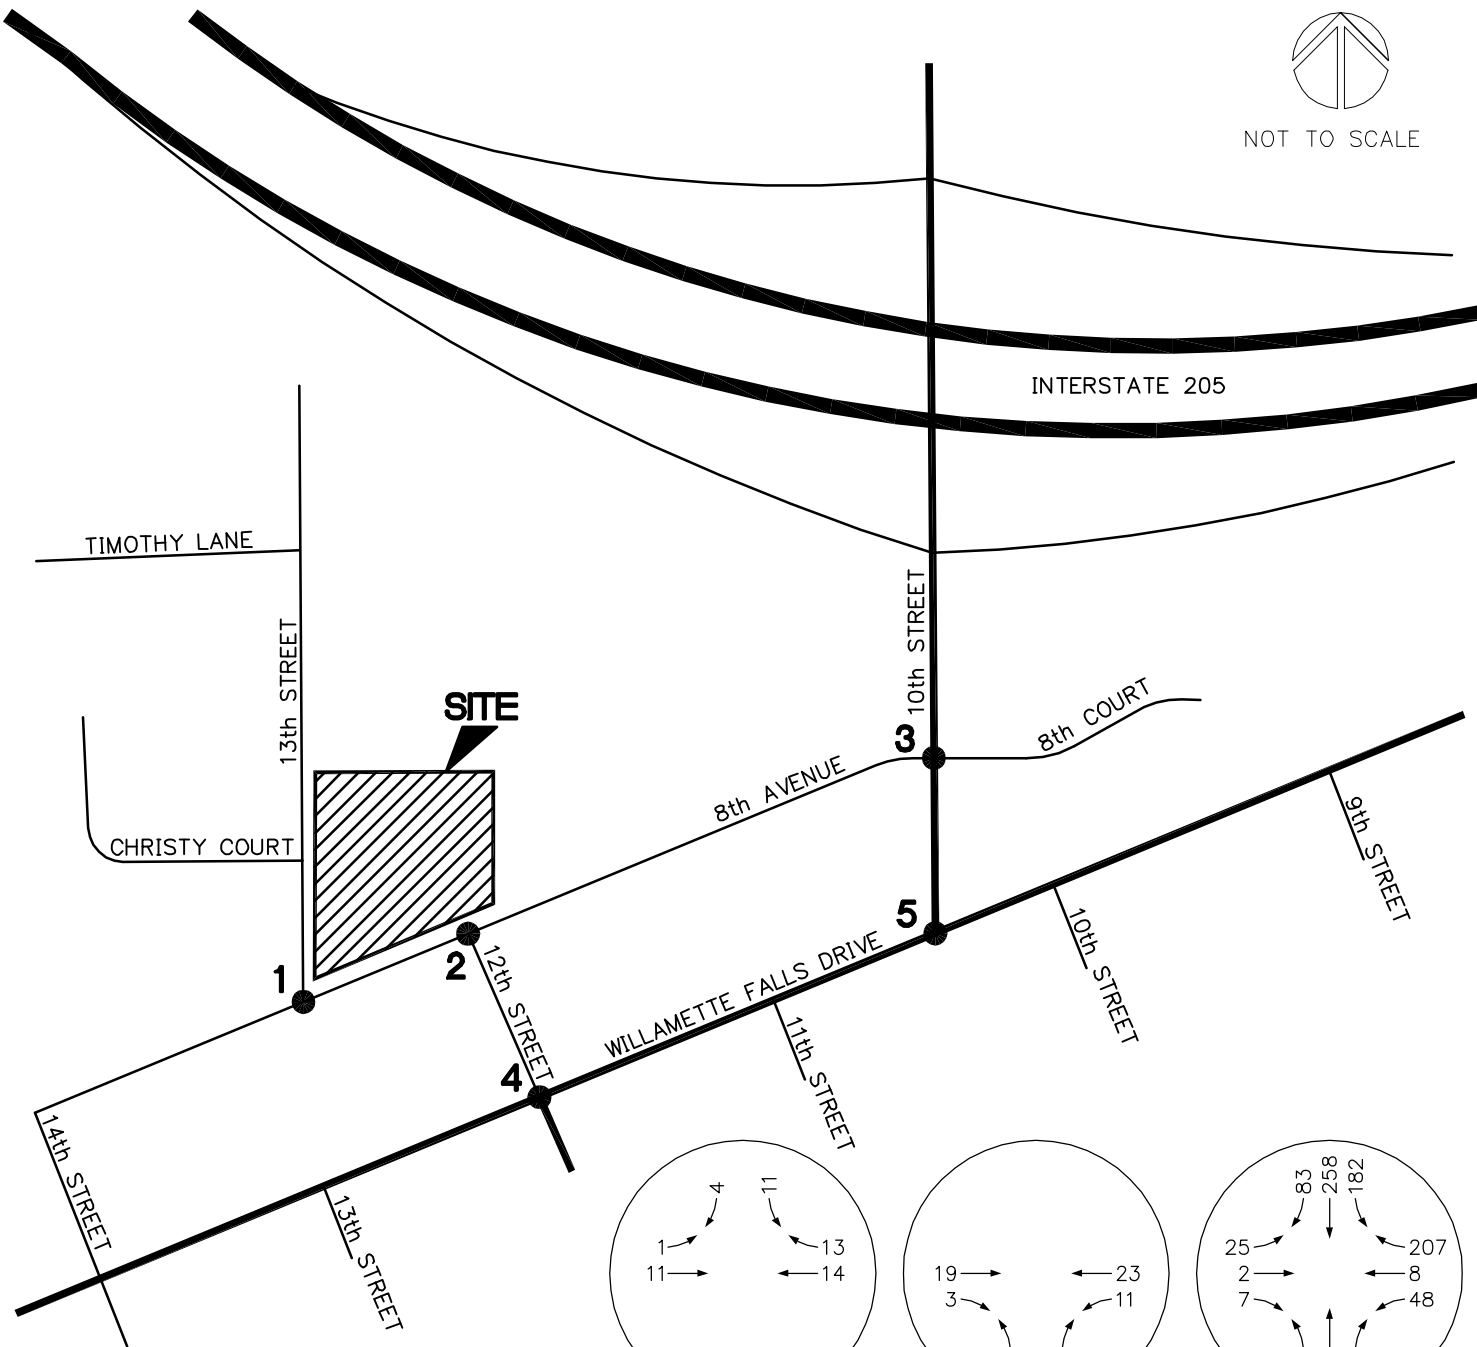 NOT TO SCALE
INTERSTATE 205
TIMOTHY LANE
13th STREET
10th STREET
SITE
8th COURT
3
8th AVENUE
9th STREET
CHRISTY COURT
5
10th STREET
1
2
12th STREET
WILLAMETTE FALLS DRIVE
11th STREET
4
14th STREET
13th STREET
4 11
1 13
11 14
19 23
3 11
83 258 182
25 207
2 8
7 48